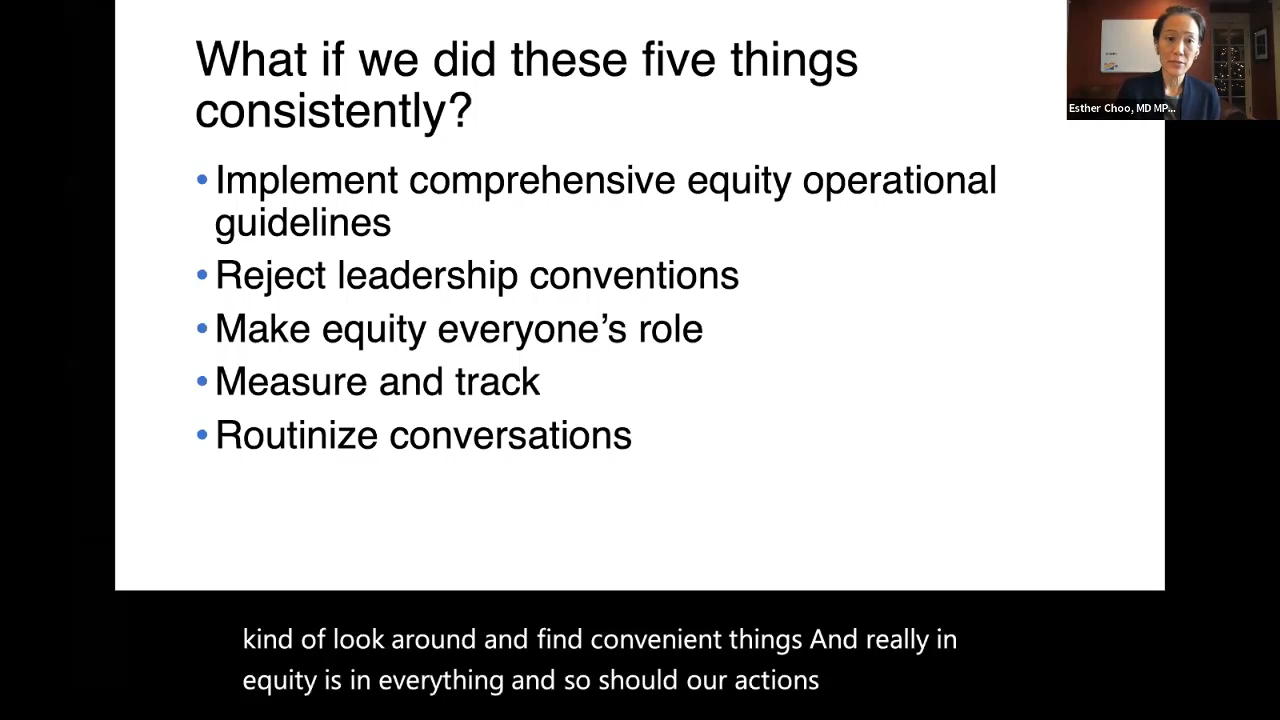 What if we did these five things
consistently?
• Implement comprehensive equity operational
guidelines
• Reject leadership conventions
• Make equity everyone’s role
• Measure and track
• Routinize conversations
Esther Choo, MD MP...
kind of look around and find convenient things And really in
equity is in everything and so should our actions